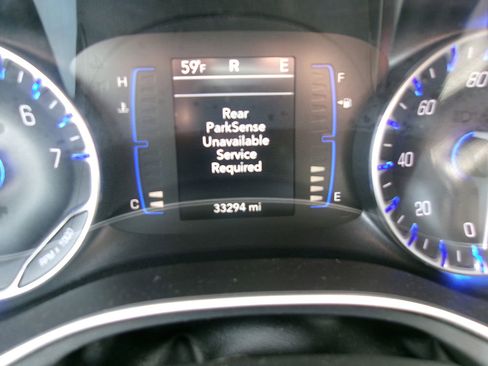 59°F R E
H
F
Rear
ParkSense
Unavailable
Service
Required
C
E
33294 mi
6
7
RPM x 1000
80
60
40
20
0